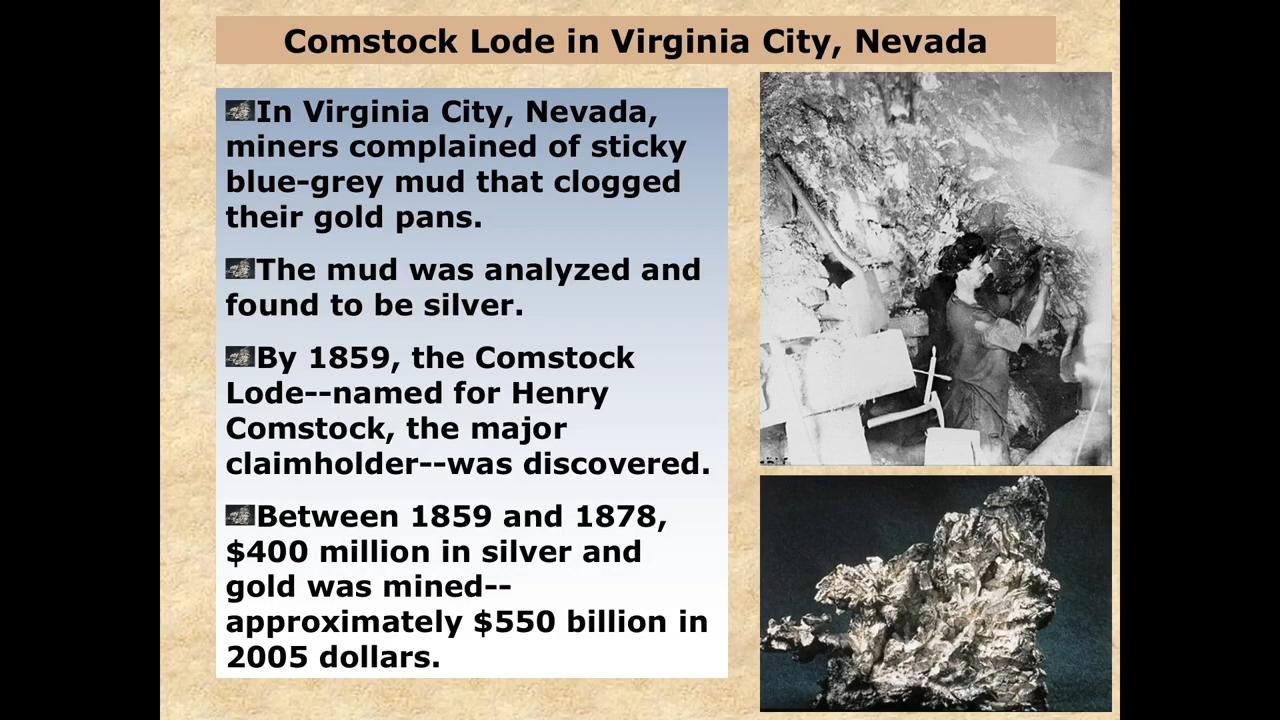 Comstock Lode in Virginia City, Nevada
In Virginia City, Nevada,
miners complained of sticky
blue-grey mud that clogged
their gold pans.
The mud was analyzed and
found to be silver.
By 1859, the Comstock
Lode--named for Henry
Comstock, the major
claimholder--was discovered.
Between 1859 and 1878,
$400 million in silver and
gold was mined--
approximately $550 billion in
2005 dollars.